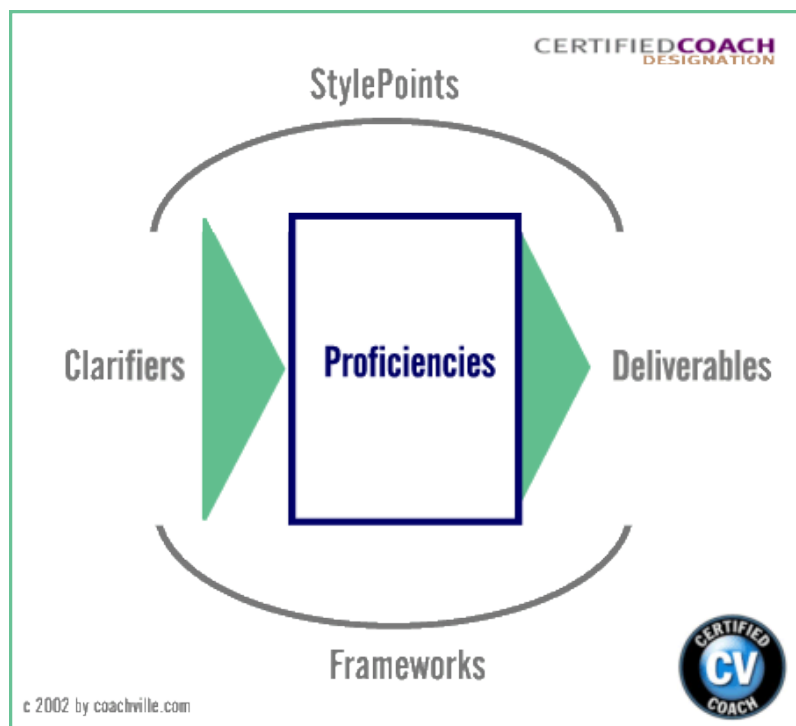 CERTIFIEDCOACH
DESIGNATION
StylePoints
Clarifiers
Proficiencies
Deliverables
Frameworks
CERTIFIED
CV
COACH
c 2002 by coachville.com